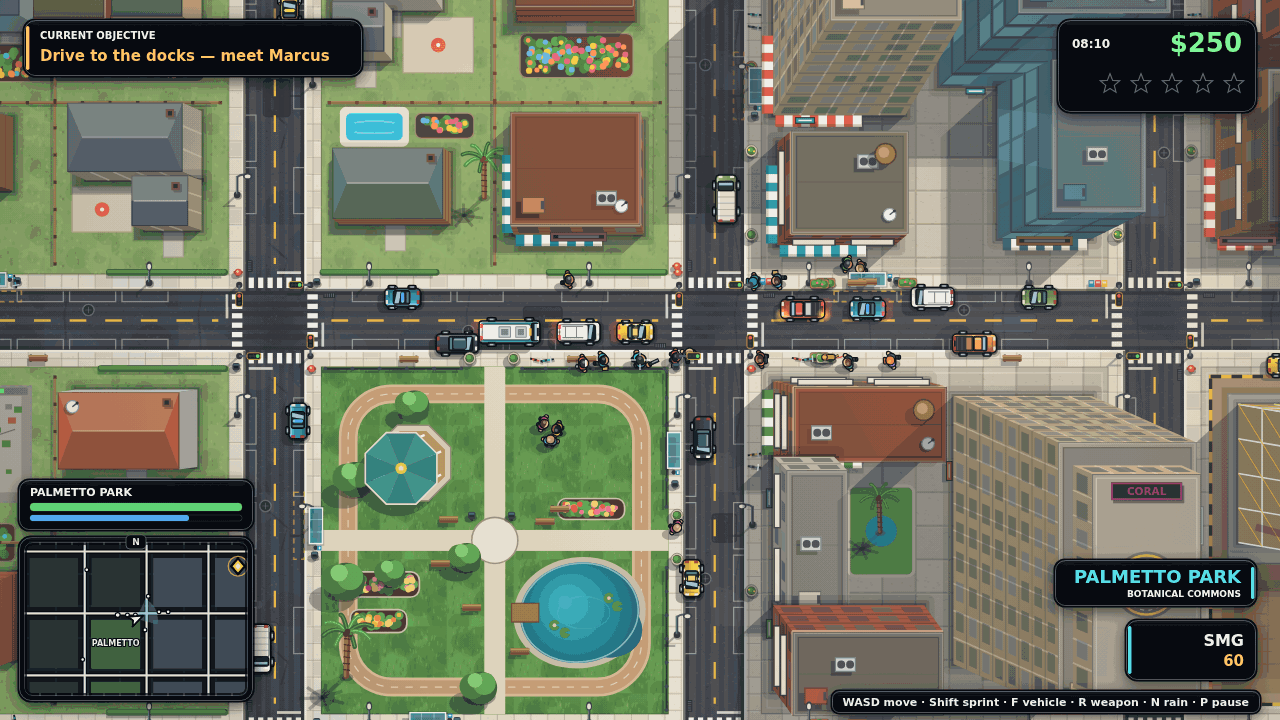 CURRENT OBJECTIVE
Drive to the docks — meet Marcus
08:10
$250
CORAL
PALMETTO PARK
N
PALMETTO
PALMETTO PARK
BOTANICAL COMMONS
SMG
60
WASD move · Shift sprint · F vehicle · R weapon · N rain · P pause